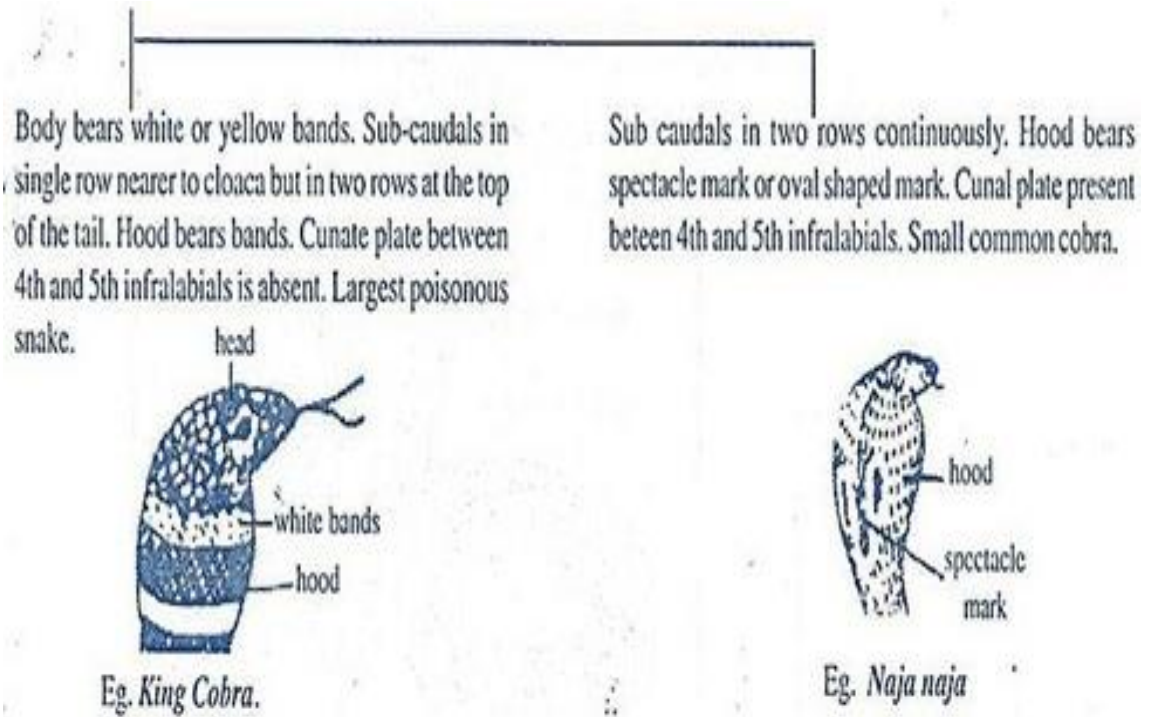 Body bears white or yellow bands. Sub-caudals in
single row nearer to cloaca but in two rows at the top
of the tail. Hood bears bands. Cunate plate between
4th and 5th infralabials is absent. Largest poisonous
snake.
head
white bands
hood
Eg. King Cobra.
Sub caudals in two rows continuously. Hood bears
spectacle mark or oval shaped mark. Cunal plate present
beteen 4th and 5th infralabials. Small common cobra.
hood
spectacle
mark
Eg. Naja naja